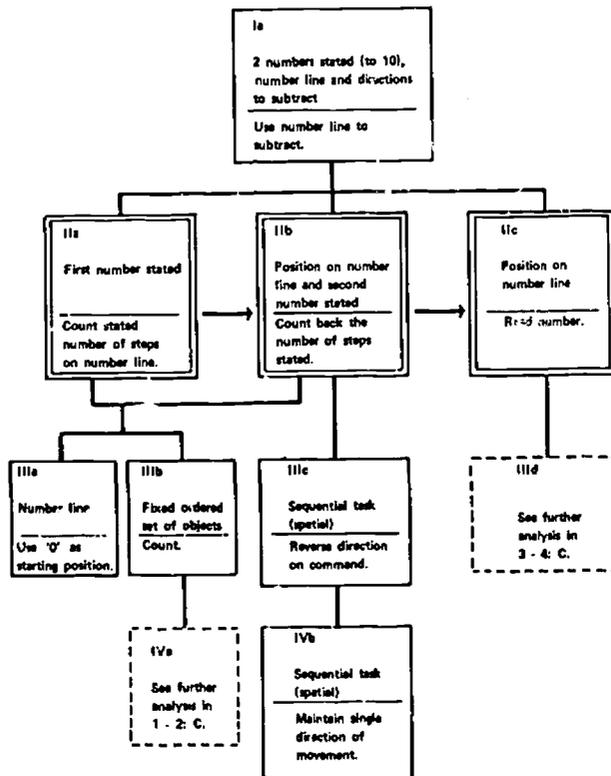 Ia
2 numbers stated (to 10),
number line and directions
to subtract
Use number line to
subtract.
IIa
First number stated
Count stated
number of steps
on number line.
IIb
Position on number
line and second
number stated
Count back the
number of steps
stated.
IIc
Position on
number line
Read number.
IIIa
Number line
Use '0' as
starting position.
IIIb
Fixed ordered
set of objects
Count.
IIIc
Sequential task
(spatial)
Reverse direction
on command.
IIId
See further
analysis in
3 - 4: C.
IVa
See further
analysis in
1 - 2: C.
IVb
Sequential task
(spatial)
Maintain single
direction of
movement.